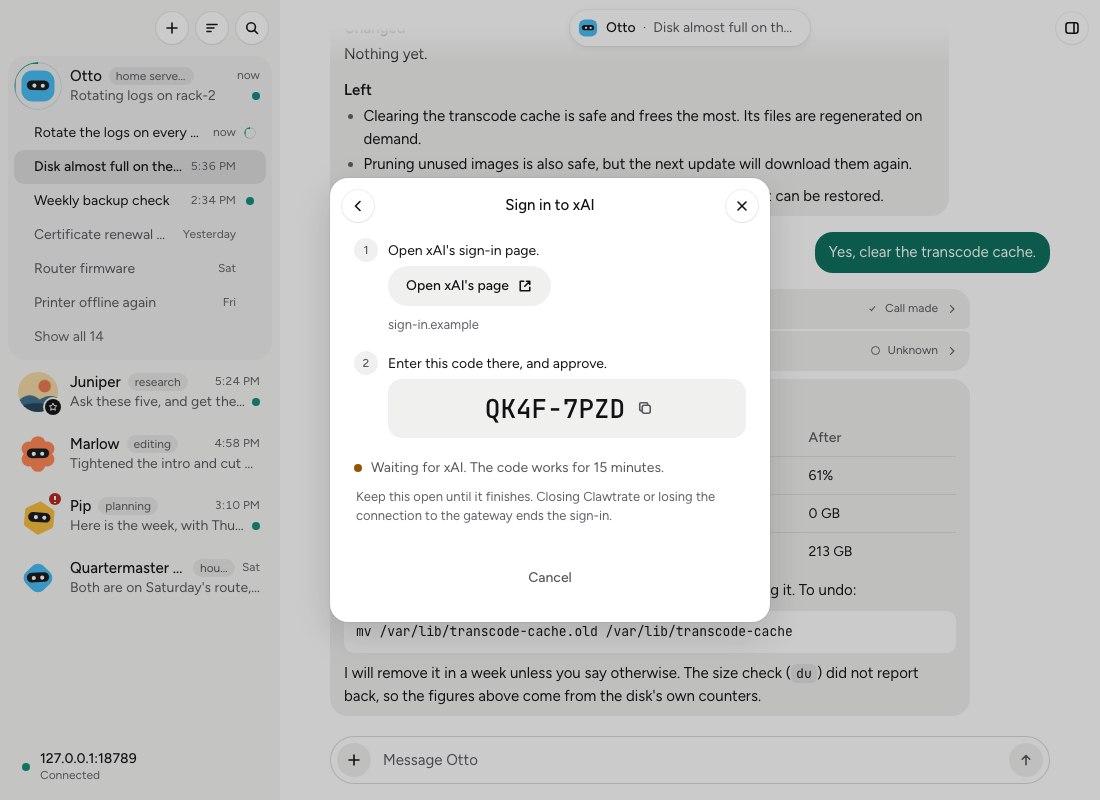 Otto
home serve...
now
Rotating logs on rack-2
Rotate the logs on every ...
now
Disk almost full on the...
5:36 PM
Weekly backup check
2:34 PM
Certificate renewal ...
Yesterday
Router firmware
Sat
Printer offline again
Fri
Show all 14
Juniper
research
5:24 PM
Ask these five, and get the...
Marlow
editing
4:58 PM
Tightened the intro and cut ...
Pip
planning
3:10 PM
Here is the week, with Thu...
Quartermaster ...
hou...
Sat
Both are on Saturday's route,...
127.0.0.1:18789
Connected
Otto · Disk almost full on th...
Changed
Nothing yet.
Left
• Clearing the transcode cache is safe and frees the most. Its files are regenerated on
demand.
• Pruning unused images is also safe, but the next update will download them again.
can be restored.
Yes, clear the transcode cache.
Call made
Unknown
After
61%
0 GB
213 GB
it. To undo:
mv /var/lib/transcode-cache.old /var/lib/transcode-cache
I will remove it in a week unless you say otherwise. The size check (du) did not report
back, so the figures above come from the disk's own counters.
Message Otto
Sign in to xAI
1
Open xAI's sign-in page.
Open xAI's page
sign-in.example
2
Enter this code there, and approve.
QK4F-7PZD
Waiting for xAI. The code works for 15 minutes.
Keep this open until it finishes. Closing Clawtrate or losing the
connection to the gateway ends the sign-in.
Cancel